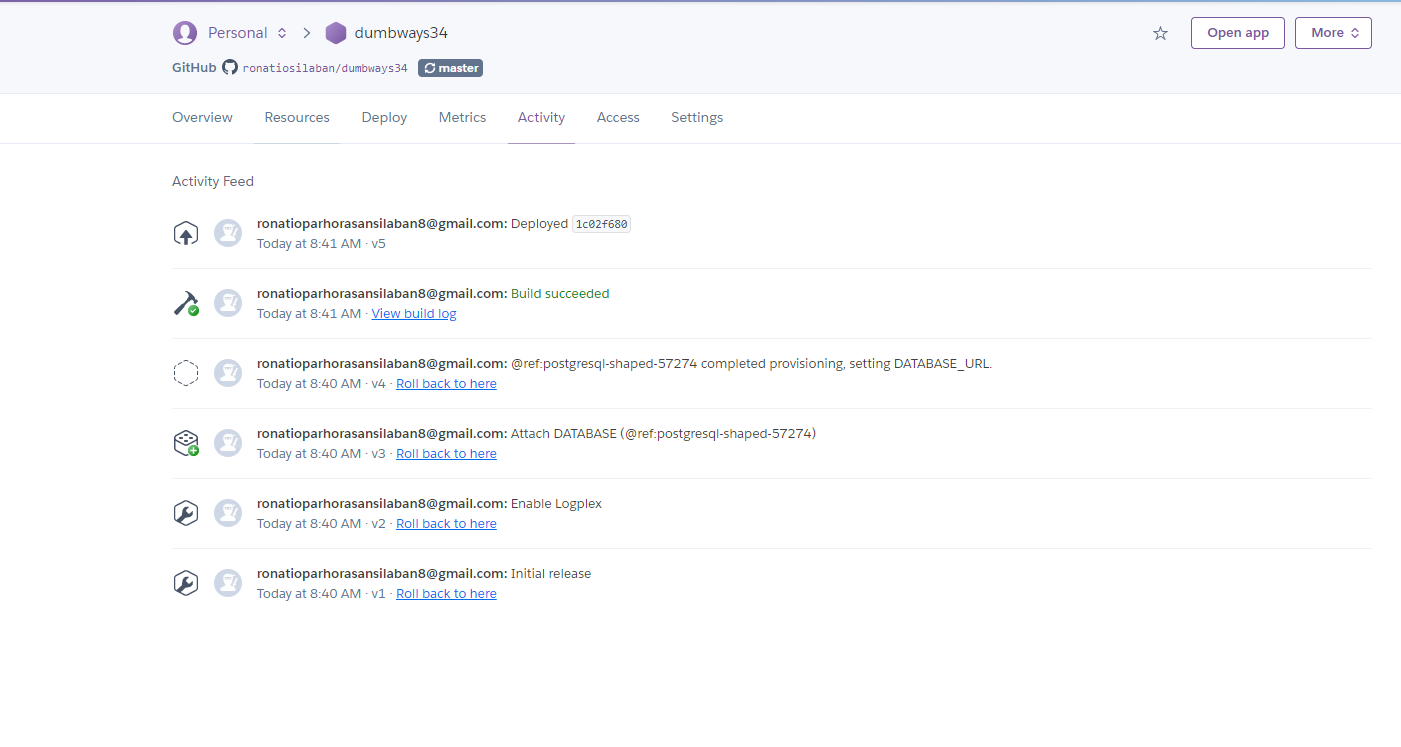 Personal dumbways34 Open app More
GitHub ronatiosilaban/dumbways34 master
Overview Resources Deploy Metrics Activity Access Settings
Activity Feed
ronatioparhorasansilaban8@gmail.com: Deployed 1c02f680
Today at 8:41 AM · v5
ronatioparhorasansilaban8@gmail.com: Build succeeded
Today at 8:41 AM · View build log
ronatioparhorasansilaban8@gmail.com: @ref:postgresql-shaped-57274 completed provisioning, setting DATABASE_URL.
Today at 8:40 AM · v4 · Roll back to here
ronatioparhorasansilaban8@gmail.com: Attach DATABASE (@ref:postgresql-shaped-57274)
Today at 8:40 AM · v3 · Roll back to here
ronatioparhorasansilaban8@gmail.com: Enable Logplex
Today at 8:40 AM · v2 · Roll back to here
ronatioparhorasansilaban8@gmail.com: Initial release
Today at 8:40 AM · v1 · Roll back to here